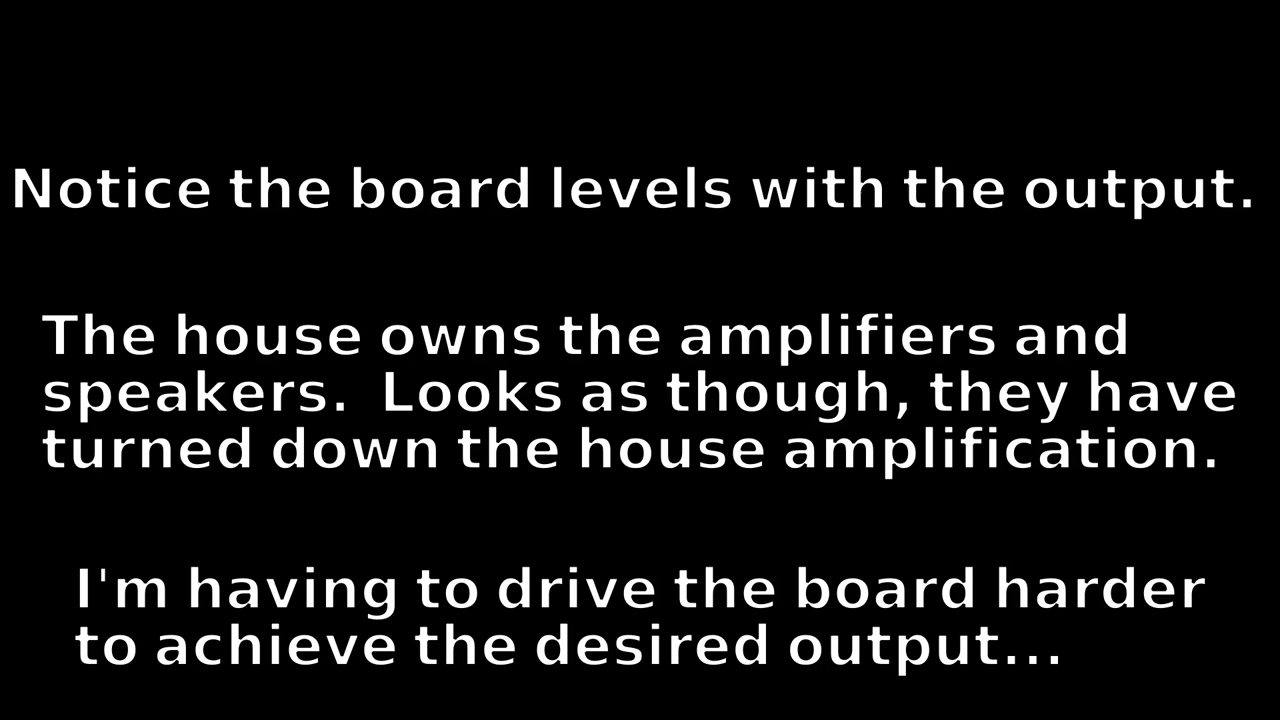 Notice the board levels with the output.
The house owns the amplifiers and
speakers.  Looks as though, they have
turned down the house amplification.
I'm having to drive the board harder
to achieve the desired output...